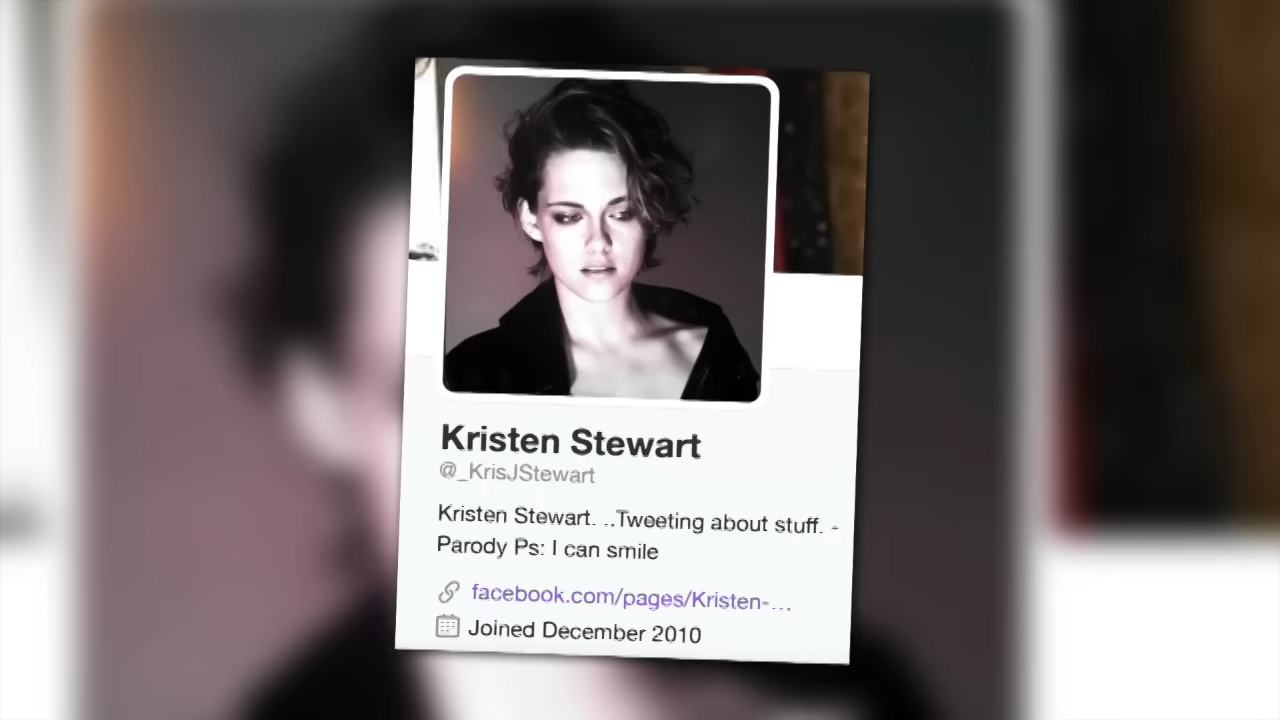 Kristen Stewart
@_KrisJStewart
Kristen Stewart. ..Tweeting about stuff. -
Parody Ps: I can smile
facebook.com/pages/Kristen-...
Joined December 2010